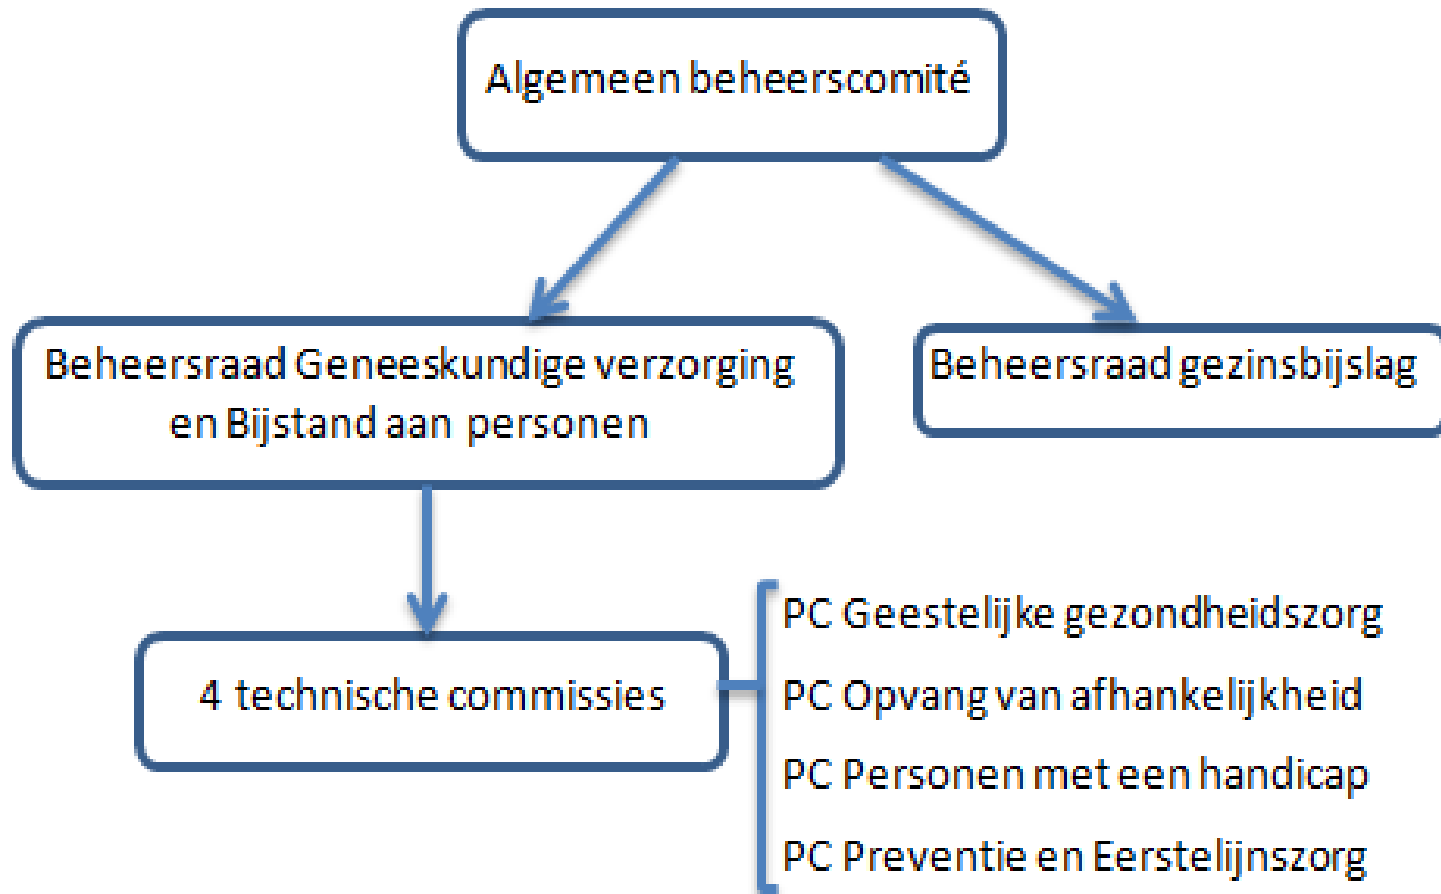 Algemeen beheerscomité
Beheersraad Geneeskundige verzorging
en Bijstand aan personen
Beheersraad gezinsbijslag
4 technische commissies
PC Geestelijke gezondheidszorg
PC Opvang van afhankelijkheid
PC Personen met een handicap
PC Preventie en Eerstelijnszorg